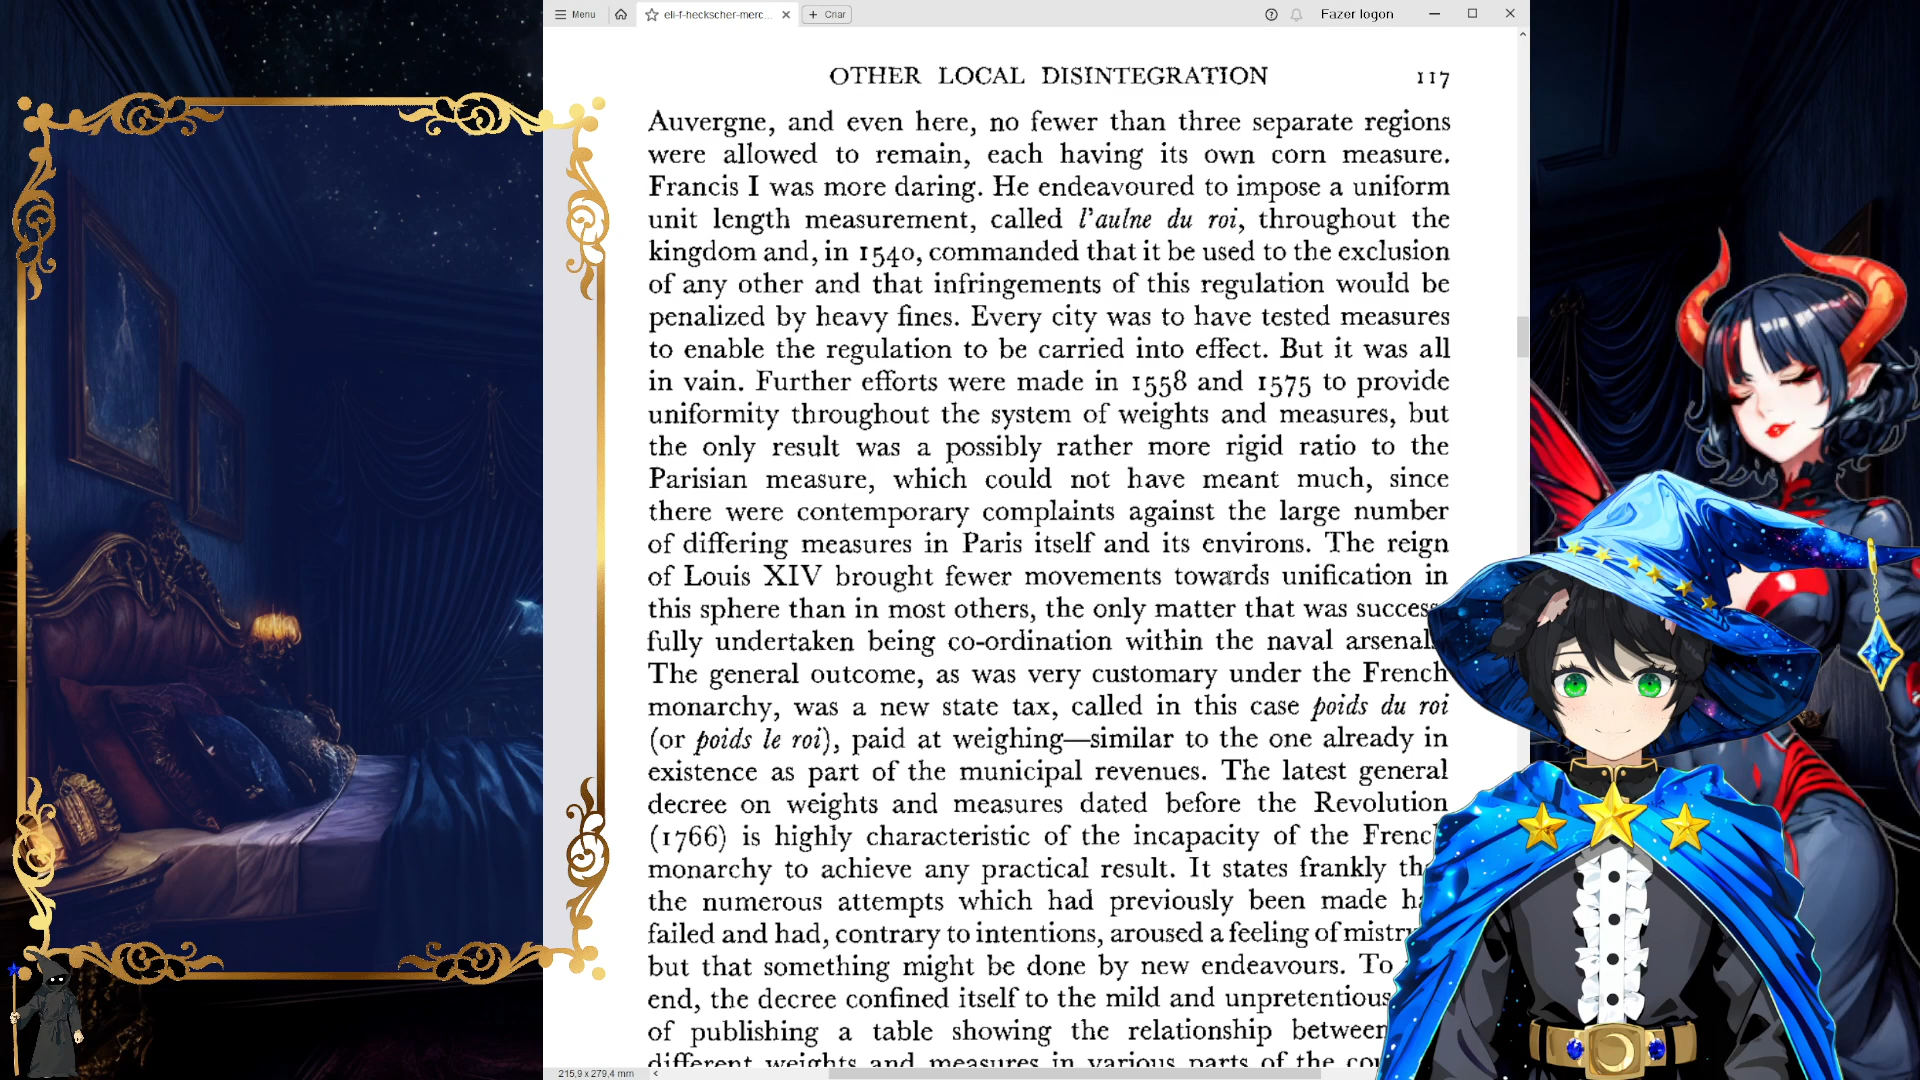 Menu
eli-f-heckscher-merc...
Criar
Fazer logon
OTHER LOCAL DISINTEGRATION 117
Auvergne, and even here, no fewer than three separate regions
were allowed to remain, each having its own corn measure.
Francis I was more daring. He endeavoured to impose a uniform
unit length measurement, called l'aulne du roi, throughout the
kingdom and, in 1540, commanded that it be used to the exclusion
of any other and that infringements of this regulation would be
penalized by heavy fines. Every city was to have tested measures
to enable the regulation to be carried into effect. But it was all
in vain. Further efforts were made in 1558 and 1575 to provide
uniformity throughout the system of weights and measures, but
the only result was a possibly rather more rigid ratio to the
Parisian measure, which could not have meant much, since
there were contemporary complaints against the large number
of differing measures in Paris itself and its environs. The reign
of Louis XIV brought fewer movements towards unification in
this sphere than in most others, the only matter that was
fully undertaken being co-ordination within the naval
The general outcome, as was very customary under the French
monarchy, was a new state tax, called in this case poids du roi
(or poids le roi), paid at weighing—similar to the one already in
existence as part of the municipal revenues. The latest general
decree on weights and measures dated before the Revolution
(1766) is highly characteristic of the incapacity of the
monarchy to achieve any practical result. It states frankly
the numerous attempts which had previously been made
failed and had, contrary to intentions, aroused a feeling of
but that something might be done by new endeavours. To
end, the decree confined itself to the mild and unpretentious
of publishing a table showing the relationship between
different weights and measures in various parts of the
215,9 x 279,4 mm